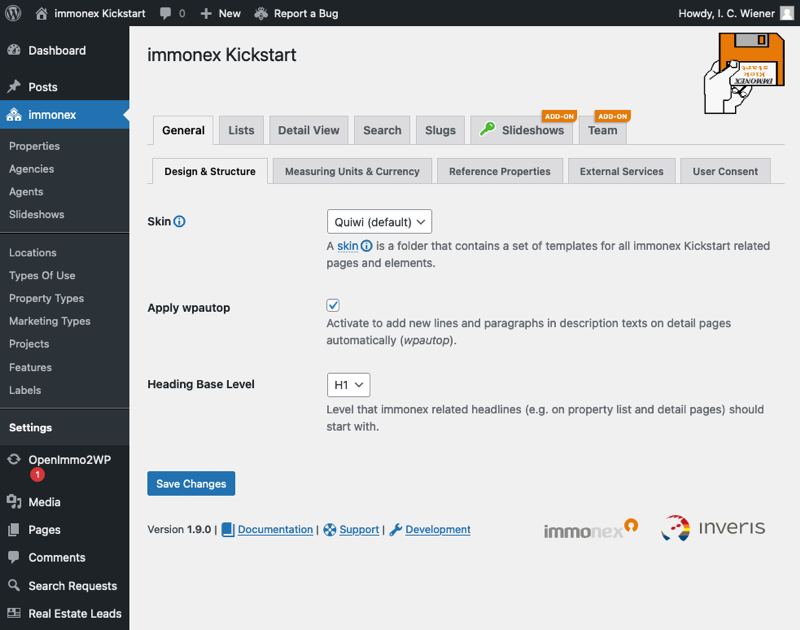 immonex Kickstart
0
New
Report a Bug
Howdy, I. C. Wiener
Dashboard
Posts
immonex
Properties
Agencies
Agents
Slideshows
Locations
Types Of Use
Property Types
Marketing Types
Projects
Features
Labels
Settings
OpenImmo2WP
1
Media
Pages
Comments
Search Requests
Real Estate Leads
immonex Kickstart
IMMONEX
Kick
start
General
Lists
Detail View
Search
Slugs
Slideshows
ADD-ON
Team
ADD-ON
Design & Structure
Measuring Units & Currency
Reference Properties
External Services
User Consent
Skin
Quiwi (default)
A skin is a folder that contains a set of templates for all immonex Kickstart related
pages and elements.
Apply wpautop
Activate to add new lines and paragraphs in description texts on detail pages
automatically (wpautop).
Heading Base Level
H1
Level that immonex related headlines (e.g. on property list and detail pages) should
start with.
Save Changes
Version 1.9.0 | Documentation | Support | Development
immonex
inveris